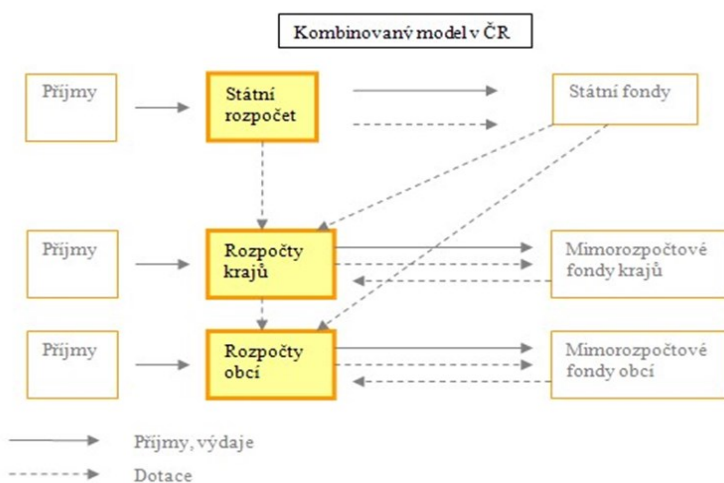 Kombinovaný model v ČR
Příjmy
Státní
rozpočet
Státní fondy
Příjmy
Rozpočty
krajů
Mimorozpočtové
fondy krajů
Příjmy
Rozpočty
obcí
Mimorozpočtové
fondy obcí
Příjmy, výdaje
Dotace